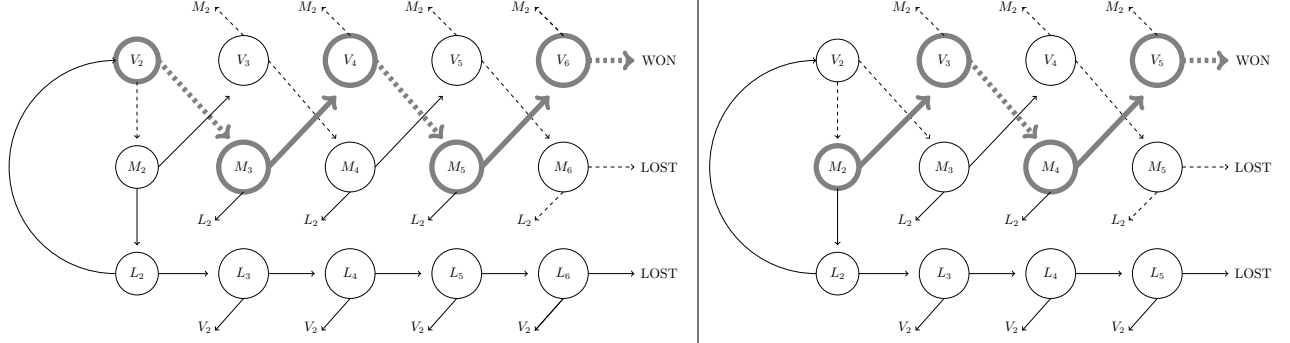 M₂ M₂ M₂ M₂
V₂ V₃ V₄ V₅ V₆ WON
M₂ M₃ M₄ M₅ M₆ LOST
L₂ L₂ L₂ L₂
L₂ L₃ L₄ L₅ L₆ LOST
V₂ V₂ V₂ V₂
M₂ M₂ M₂
V₂ V₃ V₄ V₅ WON
M₂ M₃ M₄ M₅ LOST
L₂ L₂ L₂
L₂ L₃ L₄ L₅ LOST
V₂ V₂ V₂